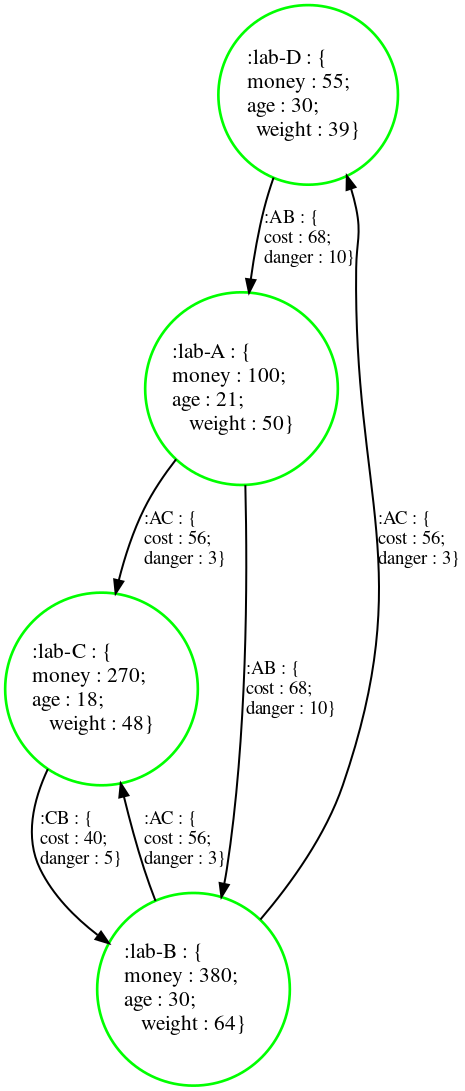 :lab-D : {
money : 55;
age : 30;
weight : 39}
:AB : {
cost : 68;
danger : 10}
:lab-A : {
money : 100;
age : 21;
weight : 50}
:AC : {
cost : 56;
danger : 3}
:AC : {
cost : 56;
danger : 3}
:lab-C : {
money : 270;
age : 18;
weight : 48}
:AB : {
cost : 68;
danger : 10}
:CB : {
cost : 40;
danger : 5}
:AC : {
cost : 56;
danger : 3}
:lab-B : {
money : 380;
age : 30;
weight : 64}